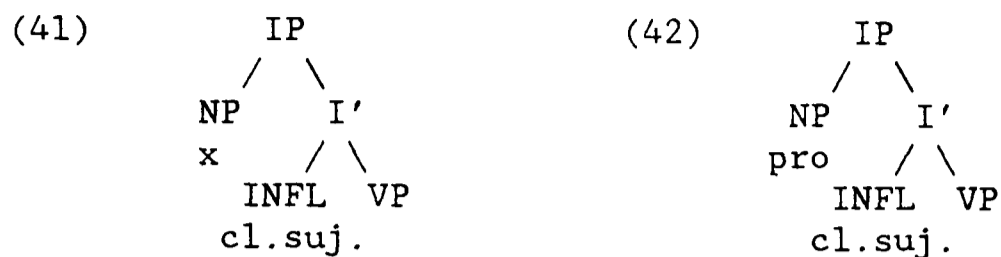 (41) IP (42) IP
NP I′ NP I′
x pro
INFL VP INFL VP
cl.suj. cl.suj.